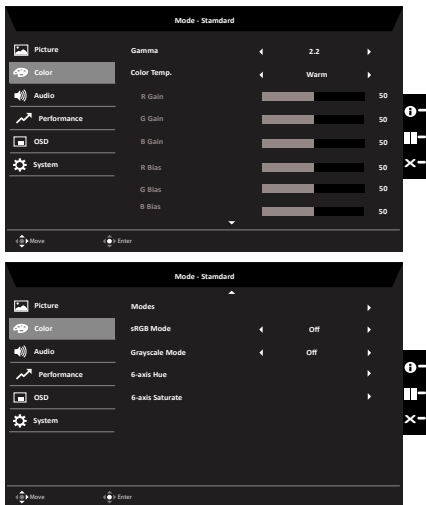 Mode - Stamdard
Picture
Gamma 2.2
Color
Color Temp. Warm
Audio
R Gain 50
Performance
G Gain 50
OSD
B Gain 50
System
R Bias 50
G Bias 50
B Bias 50
Move Enter
Mode - Stamdard
Picture
Modes
Color
sRGB Mode Off
Audio
Grayscale Mode Off
Performance
6-axis Hue
OSD
6-axis Saturate
System
Move Enter